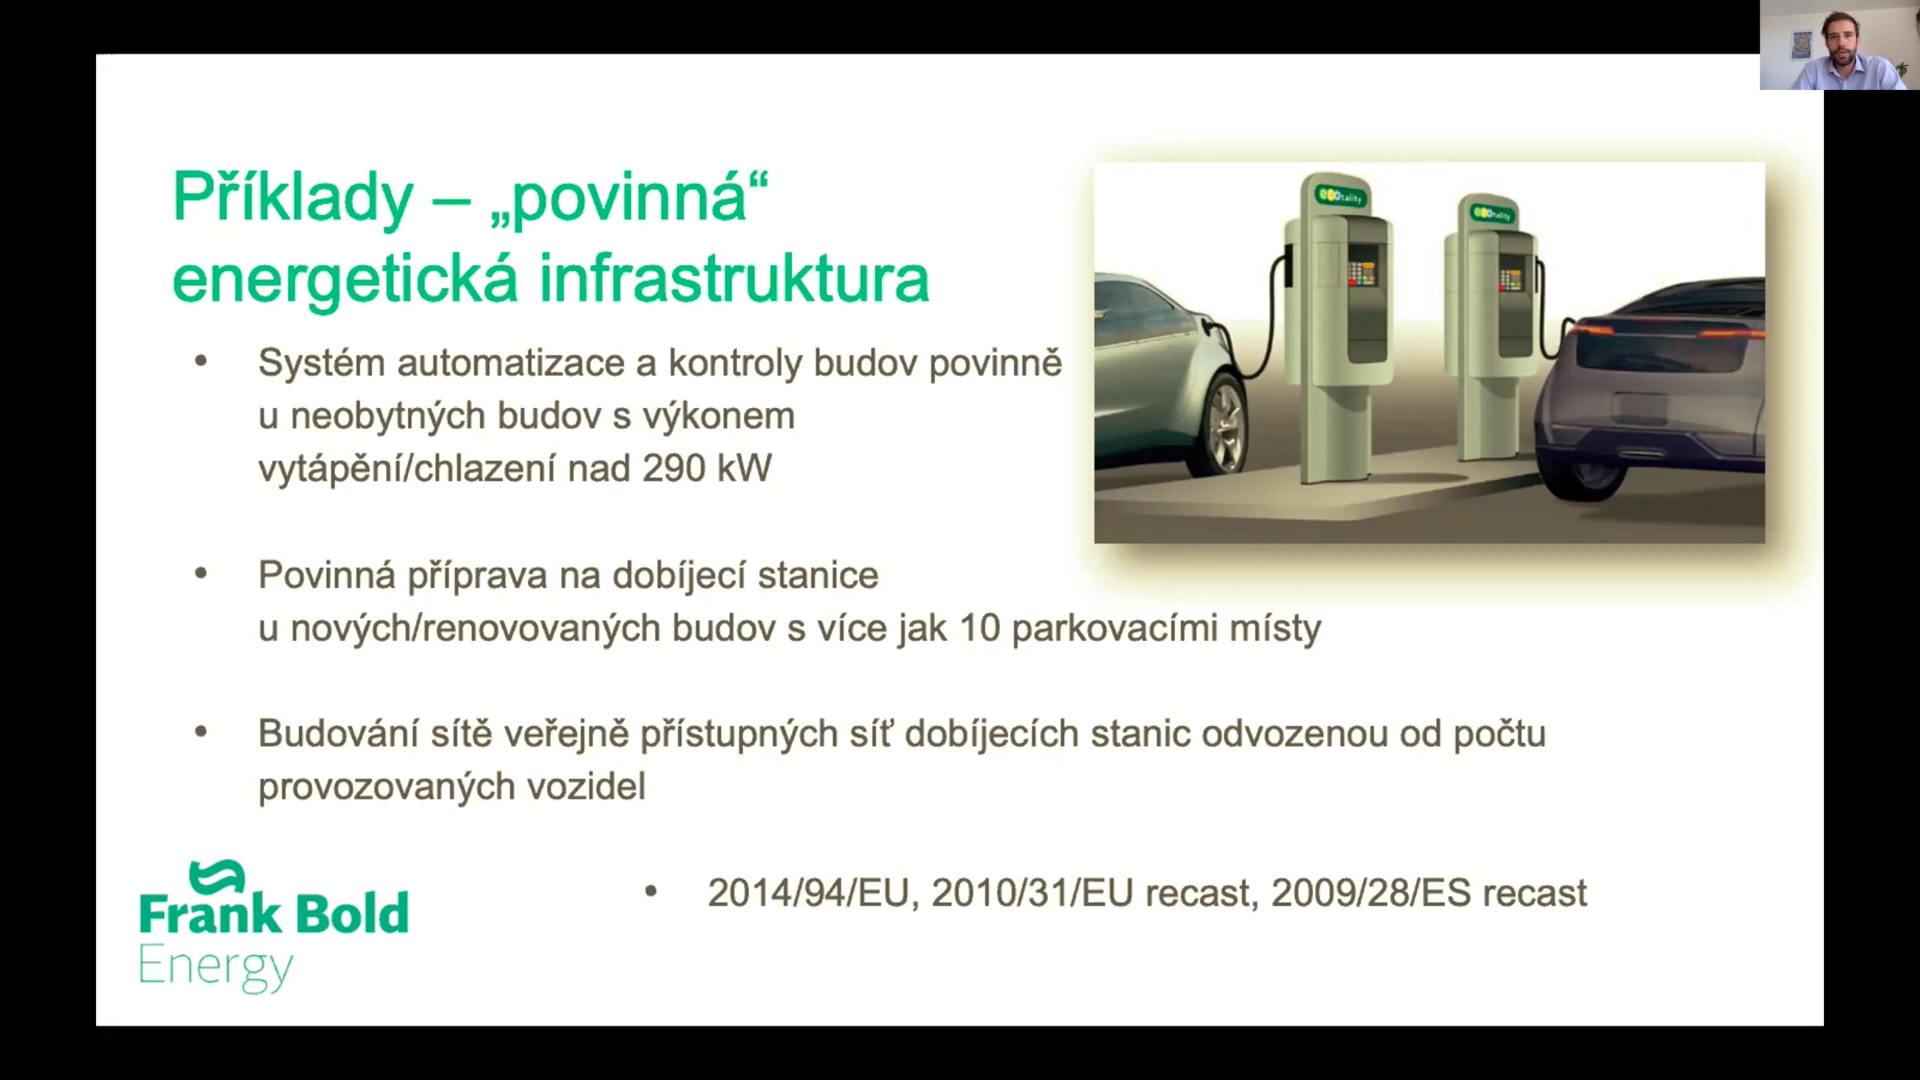 Příklady – „povinná“
energetická infrastruktura
• Systém automatizace a kontroly budov povinně
u neobytných budov s výkonem
vytápění/chlazení nad 290 kW
• Povinná příprava na dobíjecí stanice
u nových/renovovaných budov s více jak 10 parkovacími místy
• Budování sítě veřejně přístupných síť dobíjecích stanic odvozenou od počtu
provozovaných vozidel
• 2014/94/EU, 2010/31/EU recast, 2009/28/ES recast
Frank Bold
Energy
ecotality
ecotality